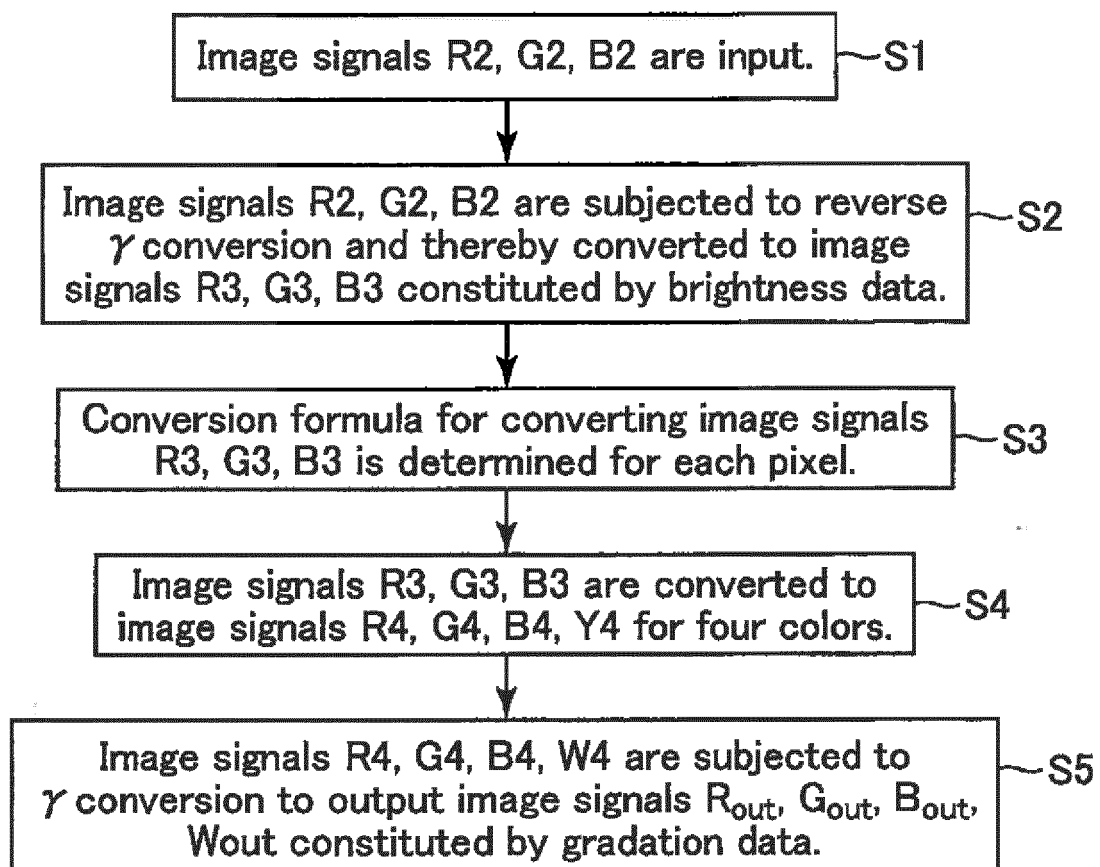 Image signals R2, G2, B2 are input.
S1
Image signals R2, G2, B2 are subjected to reverse
γ conversion and thereby converted to image
signals R3, G3, B3 constituted by brightness data.
S2
Conversion formula for converting image signals
R3, G3, B3 is determined for each pixel.
S3
Image signals R3, G3, B3 are converted to
image signals R4, G4, B4, Y4 for four colors.
S4
Image signals R4, G4, B4, W4 are subjected to
γ conversion to output image signals Rout, Gout, Bout,
Wout constituted by gradation data.
S5